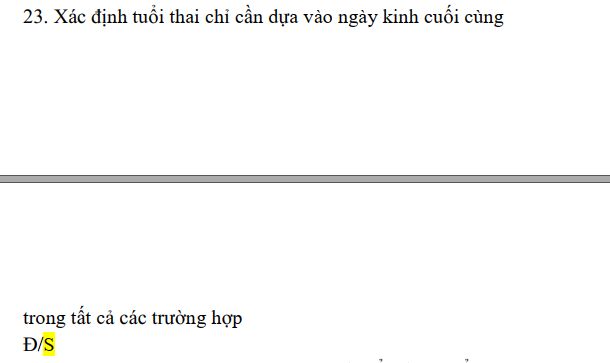 23. Xác định tuổi thai chỉ cần dựa vào ngày kinh cuối cùng
trong tất cả các trường hợp
Đ/S